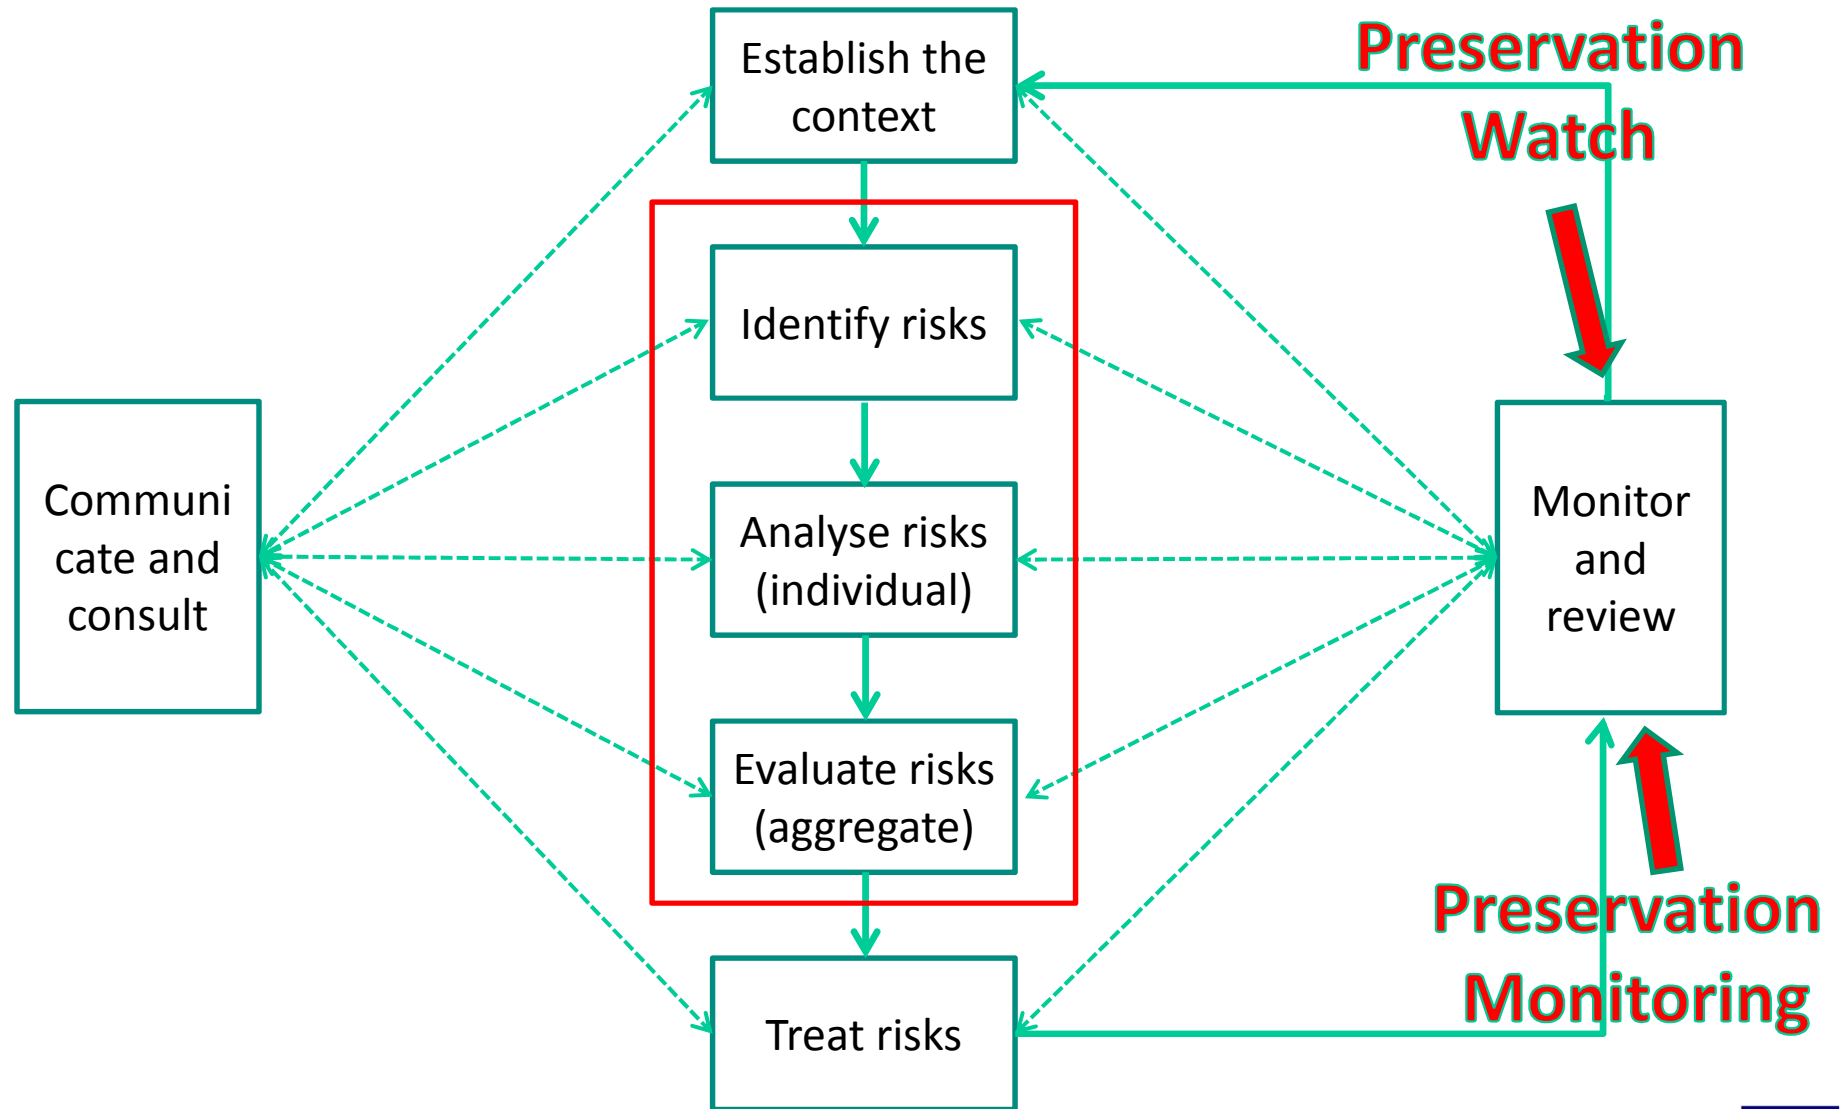 Establish the
context
Preservation
Watch
Identify risks
Communi
cate and
consult
Analyse risks
(individual)
Monitor
and
review
Evaluate risks
(aggregate)
Preservation
Monitoring
Treat risks